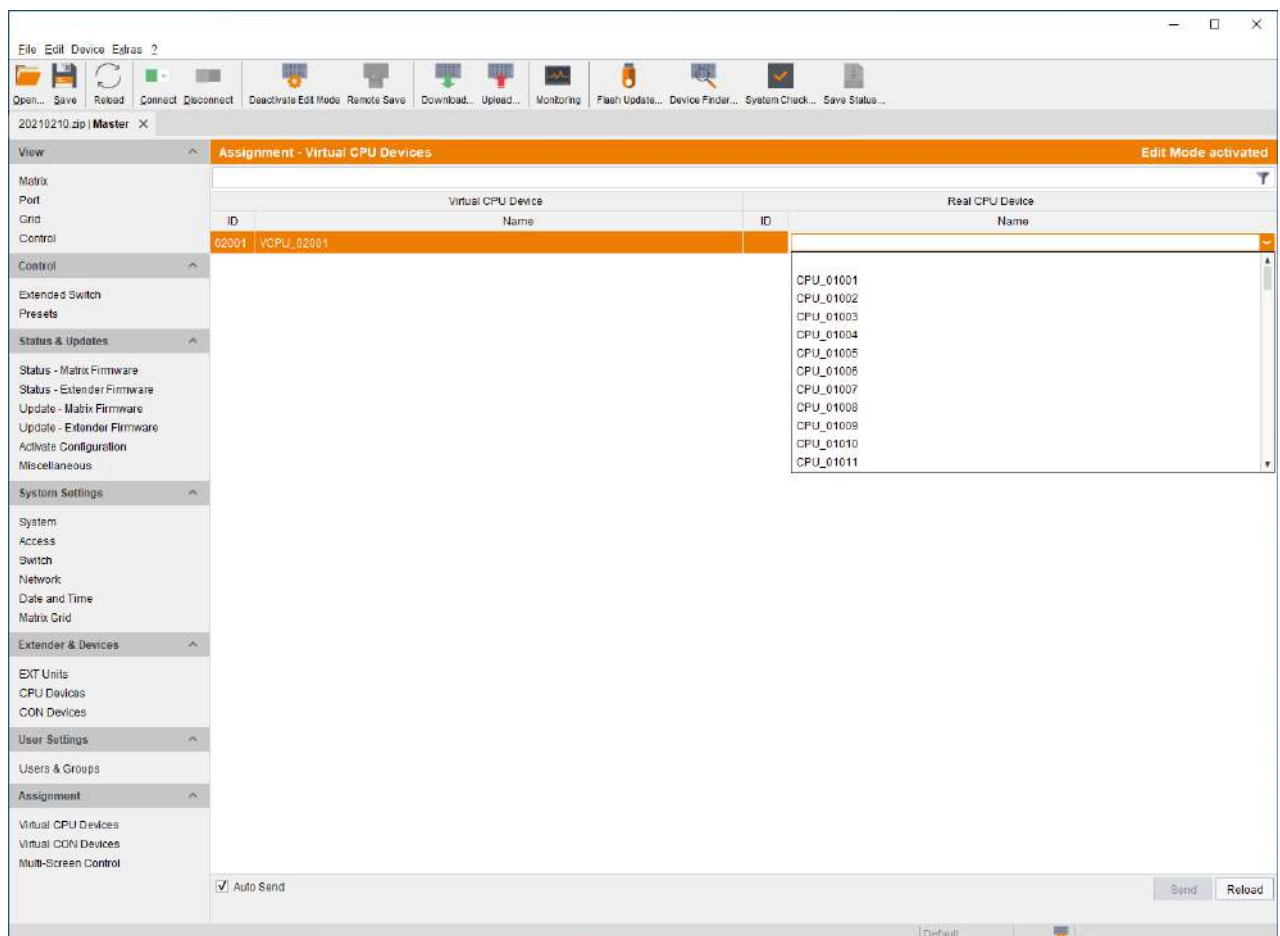 File Edit Device Extras ?
Open... Save Reload Connect Disconnect Deactivate Edit Mode Remote Save Download... Upload... Monitoring Flash Update... Device Finder... System Check... Save Status...
20210210.zip | Master
View
Assignment - Virtual CPU Devices Edit Mode activated
Matrix
Port
Grid
Control
Virtual CPU Device Real CPU Device
ID Name ID Name
02001 VCPU_02001
CPU_01001
CPU_01002
CPU_01003
CPU_01004
CPU_01005
CPU_01006
CPU_01007
CPU_01008
CPU_01009
CPU_01010
CPU_01011
Control
Extended Switch
Presets
Status & Updates
Status - Matrix Firmware
Status - Extender Firmware
Update - Matrix Firmware
Update - Extender Firmware
Activate Configuration
Miscellaneous
System Settings
System
Access
Switch
Network
Date and Time
Matrix Grid
Extender & Devices
EXT Units
CPU Devices
CON Devices
User Settings
Users & Groups
Assignment
Virtual CPU Devices
Virtual CON Devices
Multi-Screen Control
Auto Send Send Reload
Default